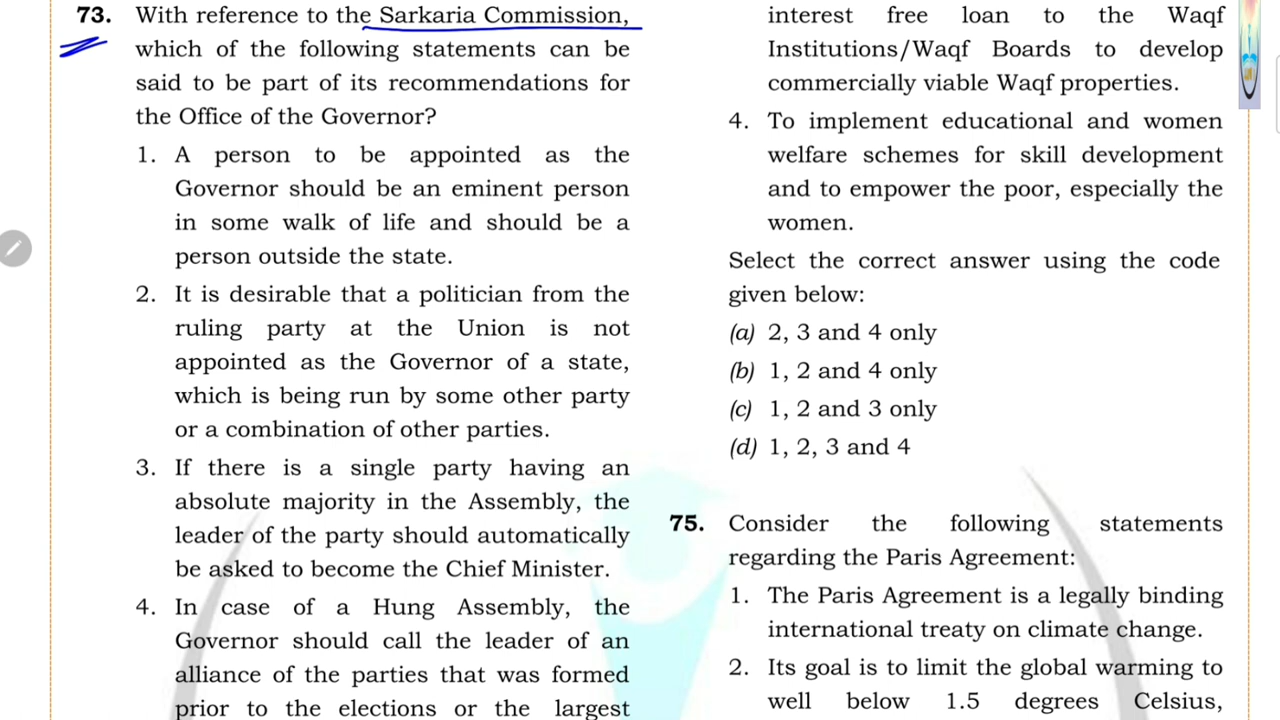 73. With reference to the Sarkaria Commission,
which of the following statements can be
said to be part of its recommendations for
the Office of the Governor?
1. A person to be appointed as the
Governor should be an eminent person
in some walk of life and should be a
person outside the state.
2. It is desirable that a politician from the
ruling party at the Union is not
appointed as the Governor of a state,
which is being run by some other party
or a combination of other parties.
3. If there is a single party having an
absolute majority in the Assembly, the
leader of the party should automatically
be asked to become the Chief Minister.
4. In case of a Hung Assembly, the
Governor should call the leader of an
alliance of the parties that was formed
prior to the elections or the largest
interest free loan to the Waqf
Institutions/Waqf Boards to develop
commercially viable Waqf properties.
4. To implement educational and women
welfare schemes for skill development
and to empower the poor, especially the
women.
Select the correct answer using the code
given below:
(a) 2, 3 and 4 only
(b) 1, 2 and 4 only
(c) 1, 2 and 3 only
(d) 1, 2, 3 and 4
75. Consider the following statements
regarding the Paris Agreement:
1. The Paris Agreement is a legally binding
international treaty on climate change.
2. Its goal is to limit the global warming to
well below 1.5 degrees Celsius,